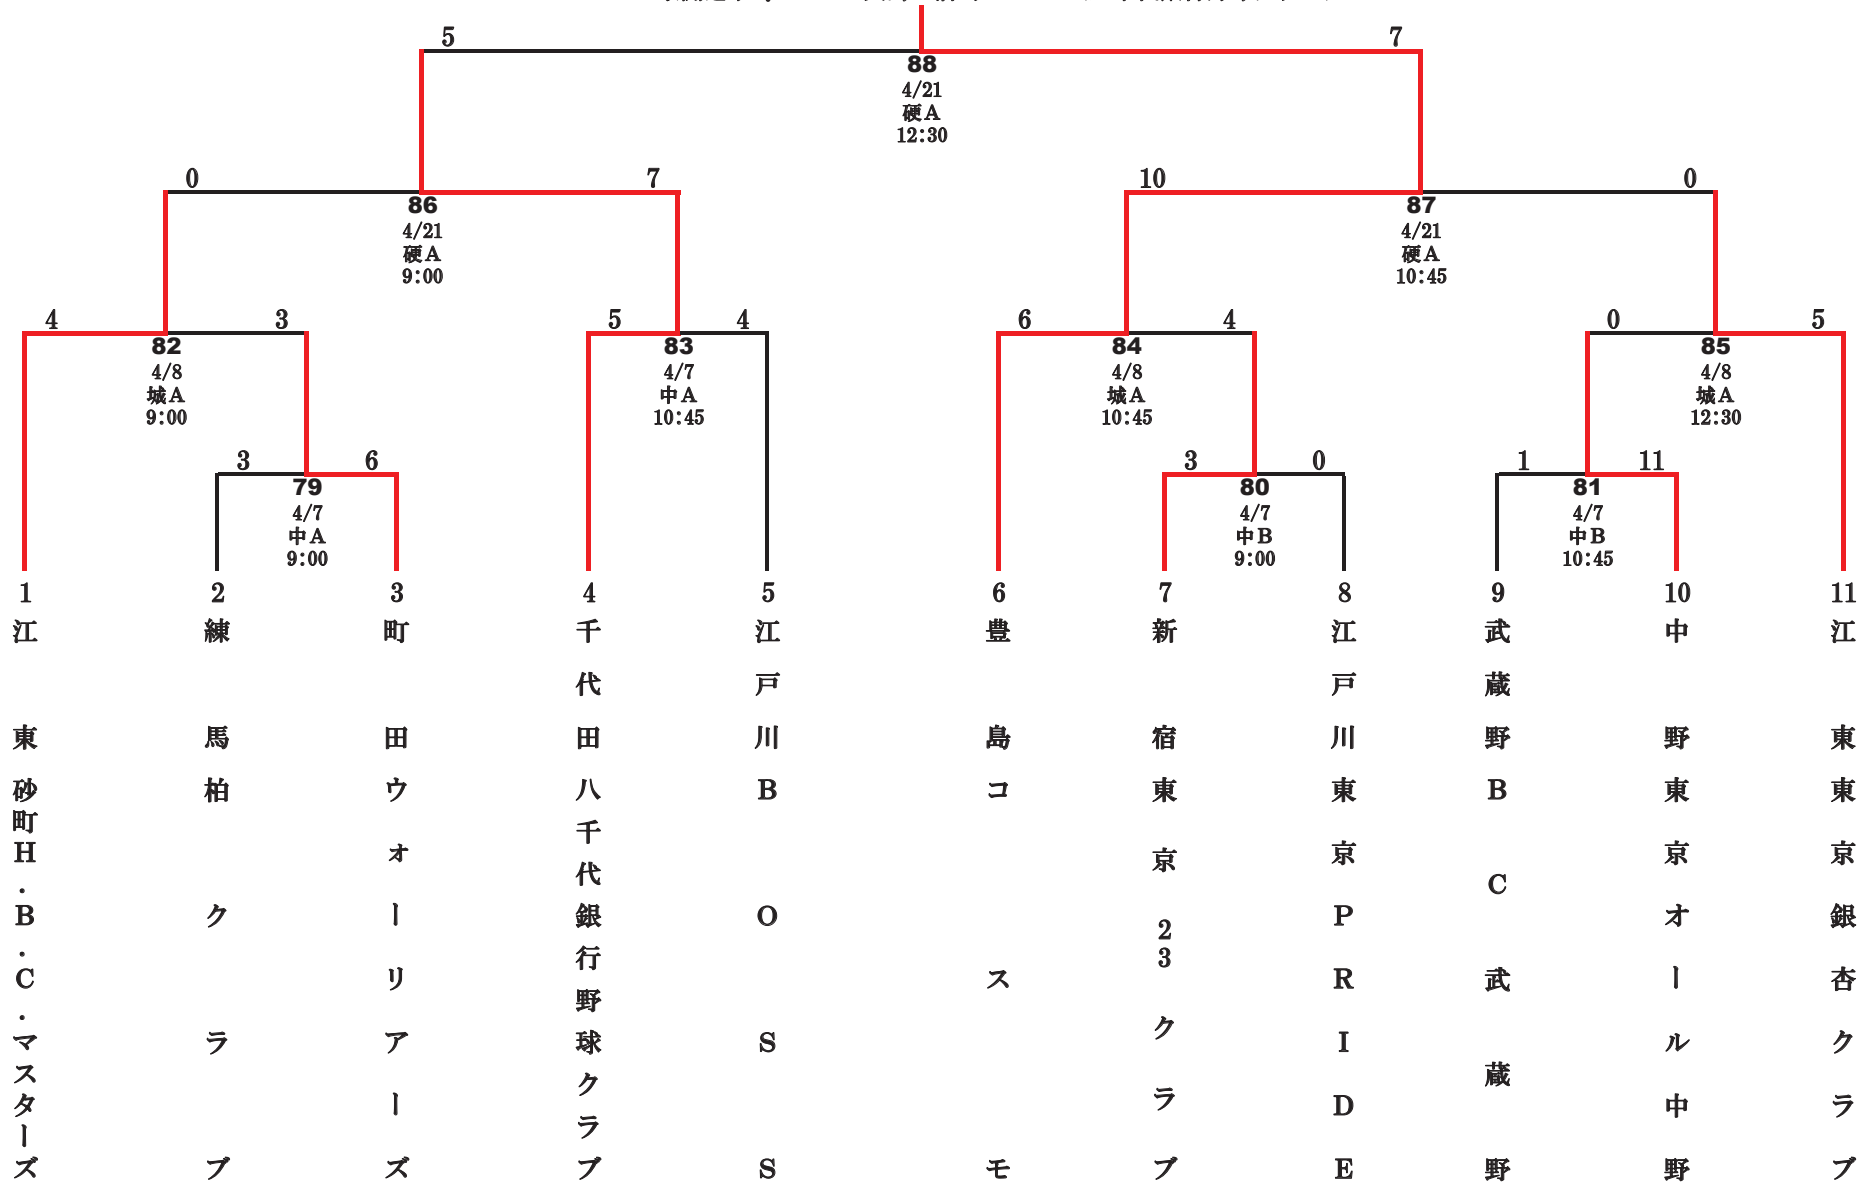 5 7
88
4/21
硬A
12:30
0 7 10 0
86 87
4/21 4/21
硬A 硬A
9:00 10:45
4 3 5 4 6 4 0 5
82 83 84 85
4/8 4/7 4/8 4/8
城A 中A 城A 城A
9:00 10:45 10:45 12:30
3 6 3 0 1 11
79 80 81
4/7 4/7 4/7
中A 中B 中B
9:00 9:00 10:45
1 2 3 4 5 6 7 8 9 10 11
江東砂町H.B.C.マスターズ
練馬柏クラブ
町田ウォーリアーズ
千代田八千代銀行野球クラブ
江戸川BOSS
豊島コスモ
新宿東京23クラブ
江戸川東京PRIDE
武蔵野BC武蔵野
中野東京オール中野
江東東京銀杏クラブ